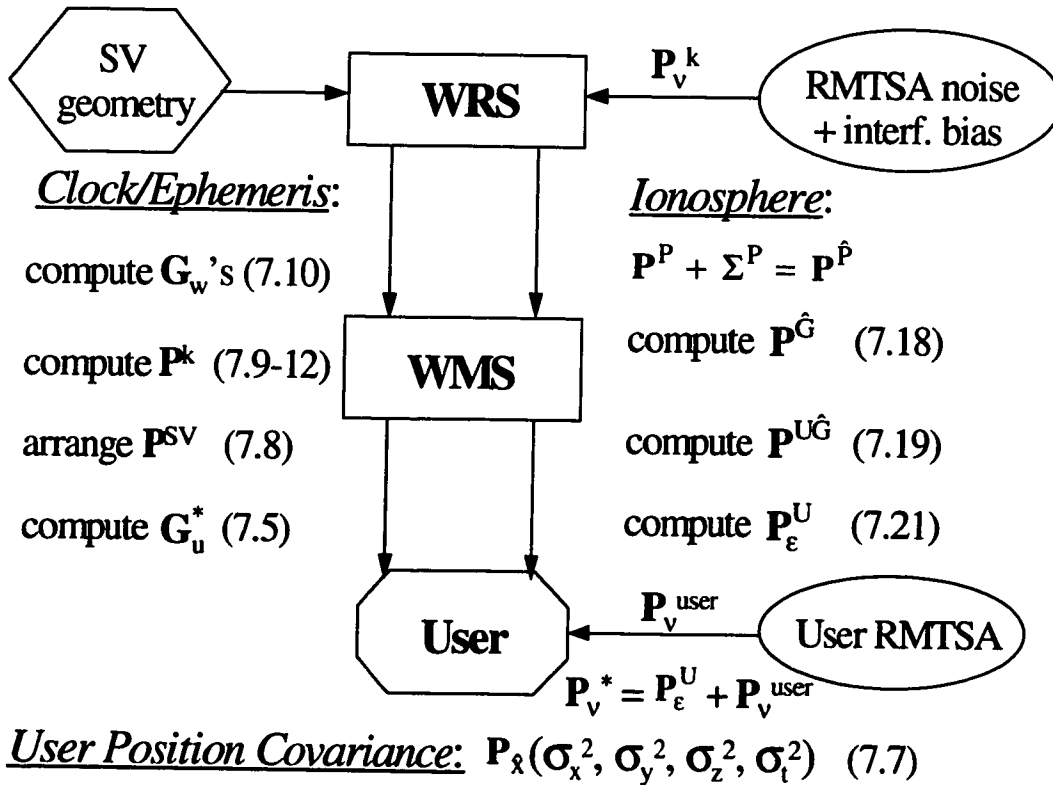 SV
geometry
WRS
P_ν^k
RMTSA noise
+ interf. bias
Clock/Ephemeris:
compute G_w's (7.10)
compute P^k (7.9-12)
arrange P^SV (7.8)
compute G_u^* (7.5)
Ionosphere:
P^P + Σ^P = P^P̂
compute P^Ĝ (7.18)
compute P^UĜ (7.19)
compute P_ε^U (7.21)
WMS
User
P_ν^user
User RMTSA
P_ν^* = P_ε^U + P_ν^user
User Position Covariance: P_x̂(σ_x^2, σ_y^2, σ_z^2, σ_t^2) (7.7)